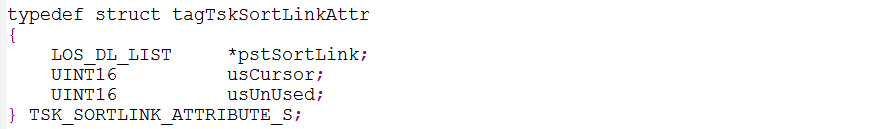 typedef struct tagTskSortLinkAttr
{
    LOS_DL_LIST     *pstSortLink;
    UINT16          usCursor;
    UINT16          usUnUsed;
} TSK_SORTLINK_ATTRIBUTE_S;